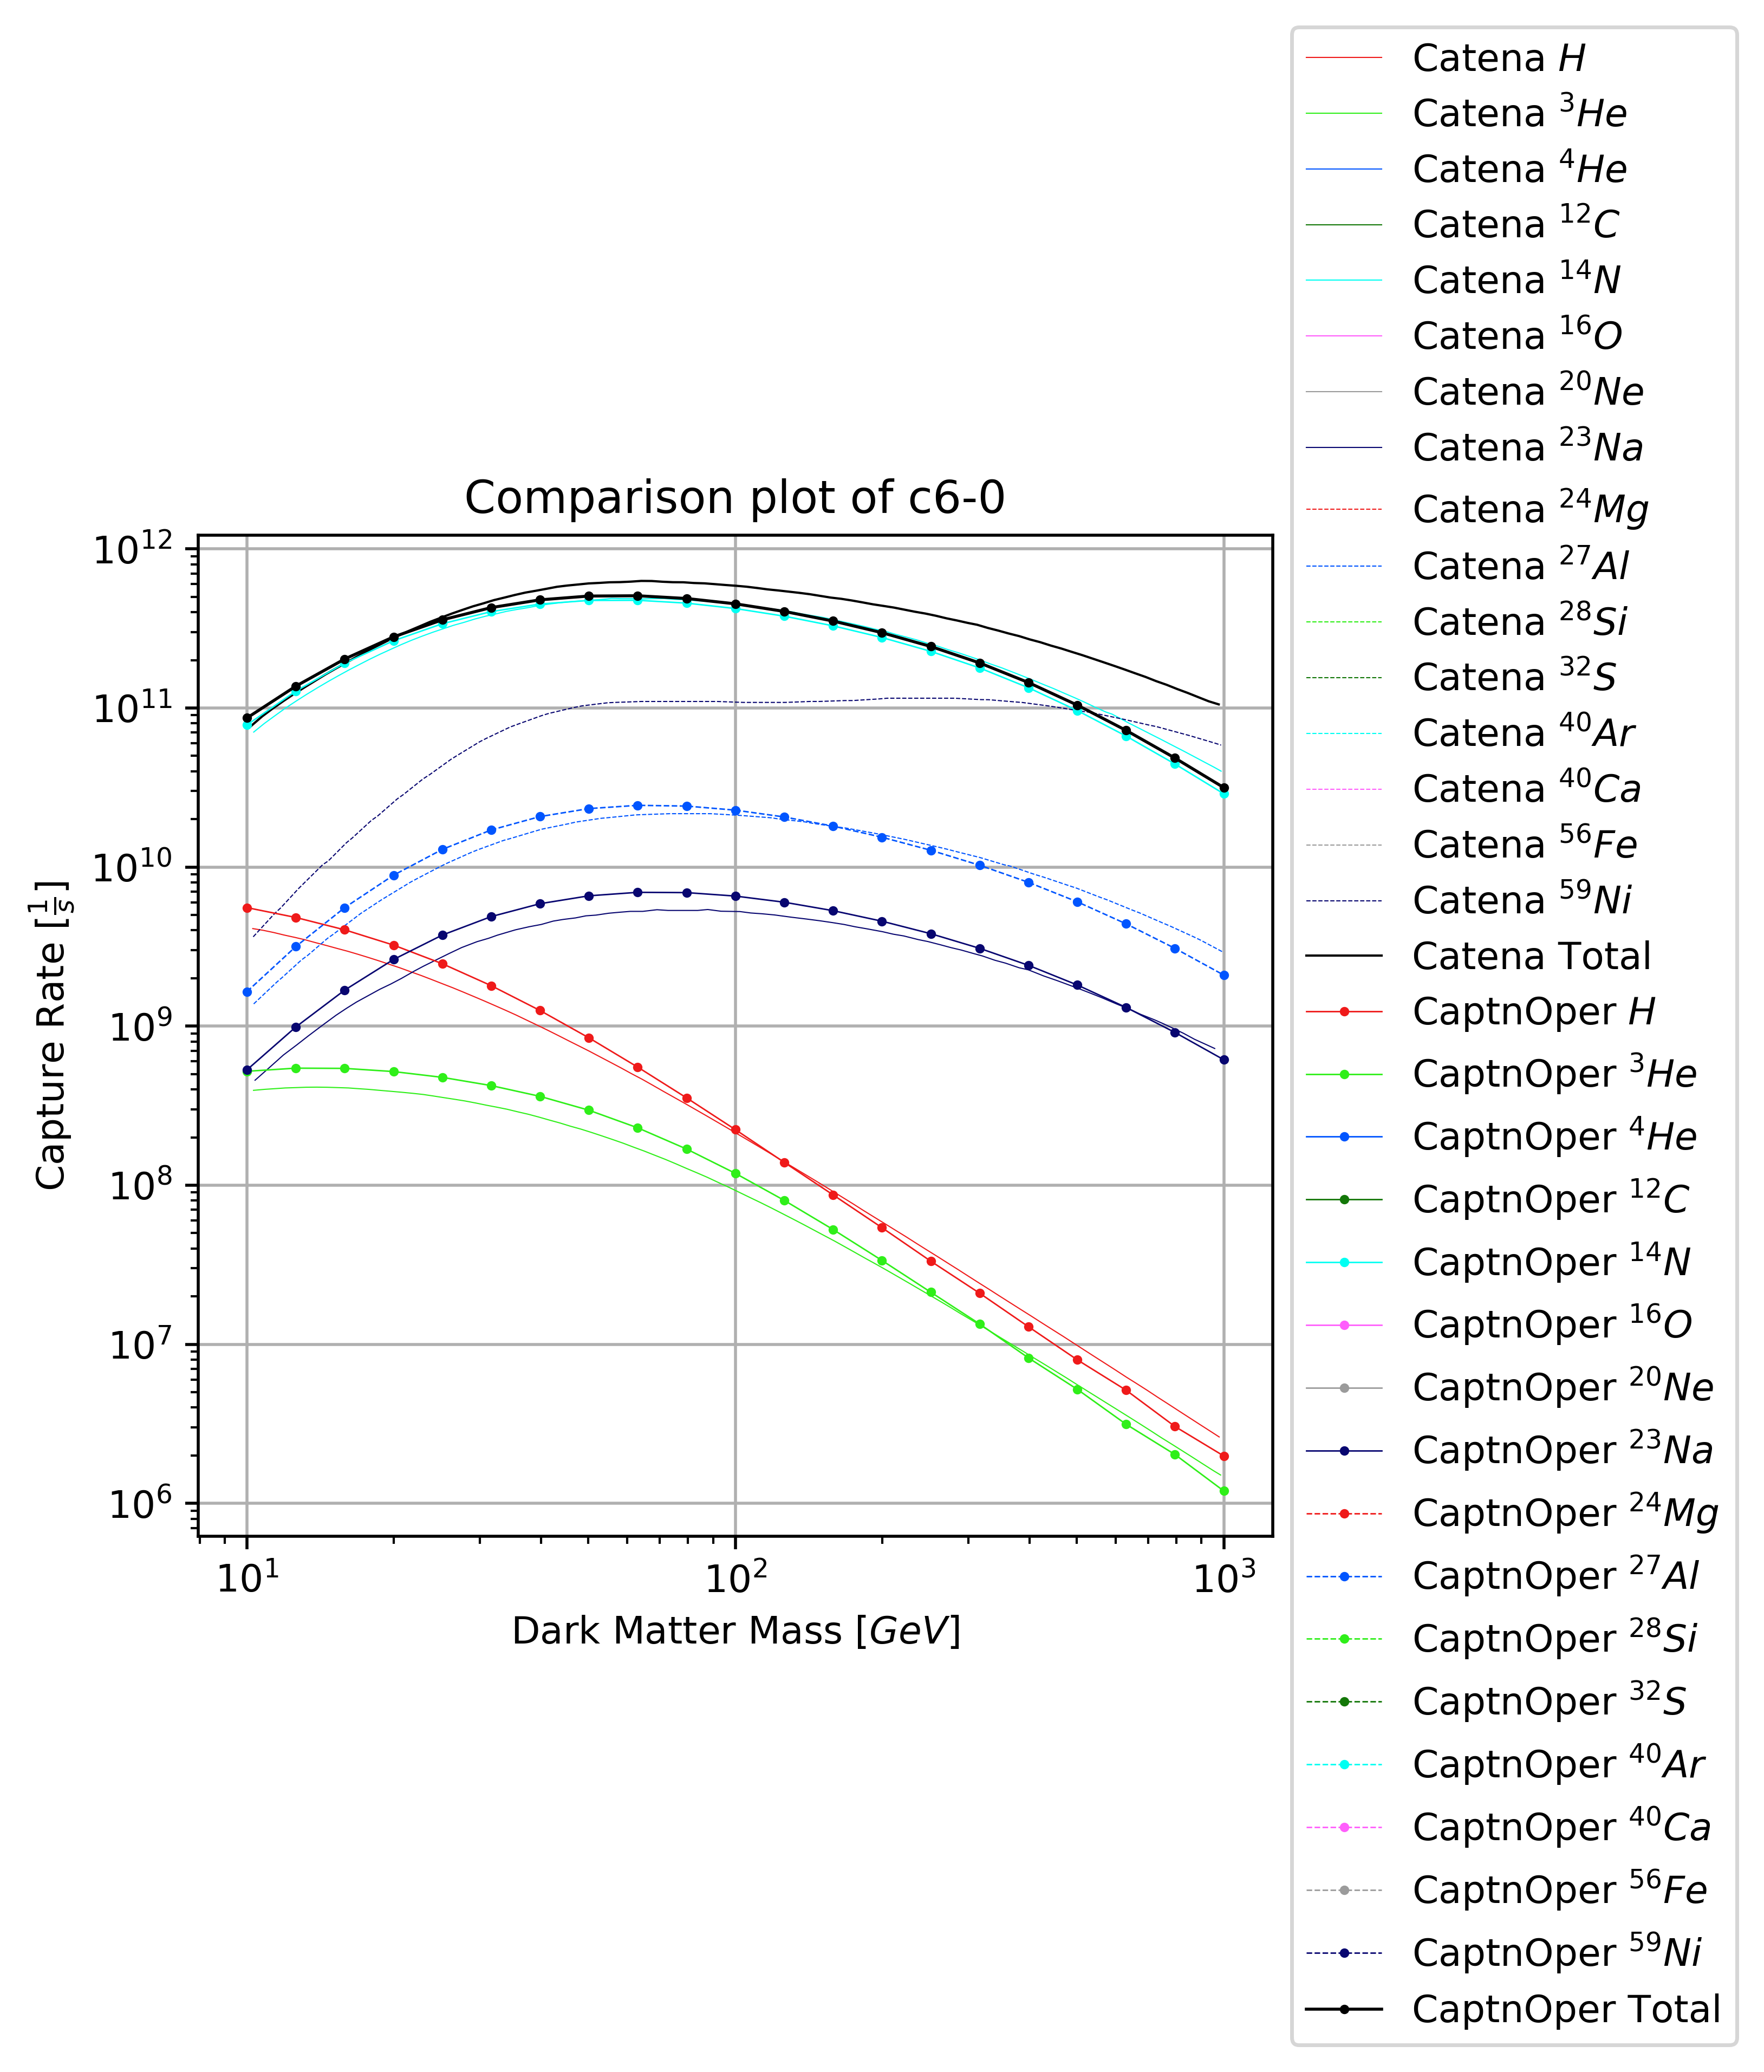 Comparison plot of c6-0
Capture Rate [1/s]
10^12
10^11
10^10
10^9
10^8
10^7
10^6
10^1
10^2
10^3
Dark Matter Mass [GeV]
Catena H
Catena ^3He
Catena ^4He
Catena ^12C
Catena ^14N
Catena ^16O
Catena ^20Ne
Catena ^23Na
Catena ^24Mg
Catena ^27Al
Catena ^28Si
Catena ^32S
Catena ^40Ar
Catena ^40Ca
Catena ^56Fe
Catena ^59Ni
Catena Total
CaptnOper H
CaptnOper ^3He
CaptnOper ^4He
CaptnOper ^12C
CaptnOper ^14N
CaptnOper ^16O
CaptnOper ^20Ne
CaptnOper ^23Na
CaptnOper ^24Mg
CaptnOper ^27Al
CaptnOper ^28Si
CaptnOper ^32S
CaptnOper ^40Ar
CaptnOper ^40Ca
CaptnOper ^56Fe
CaptnOper ^59Ni
CaptnOper Total